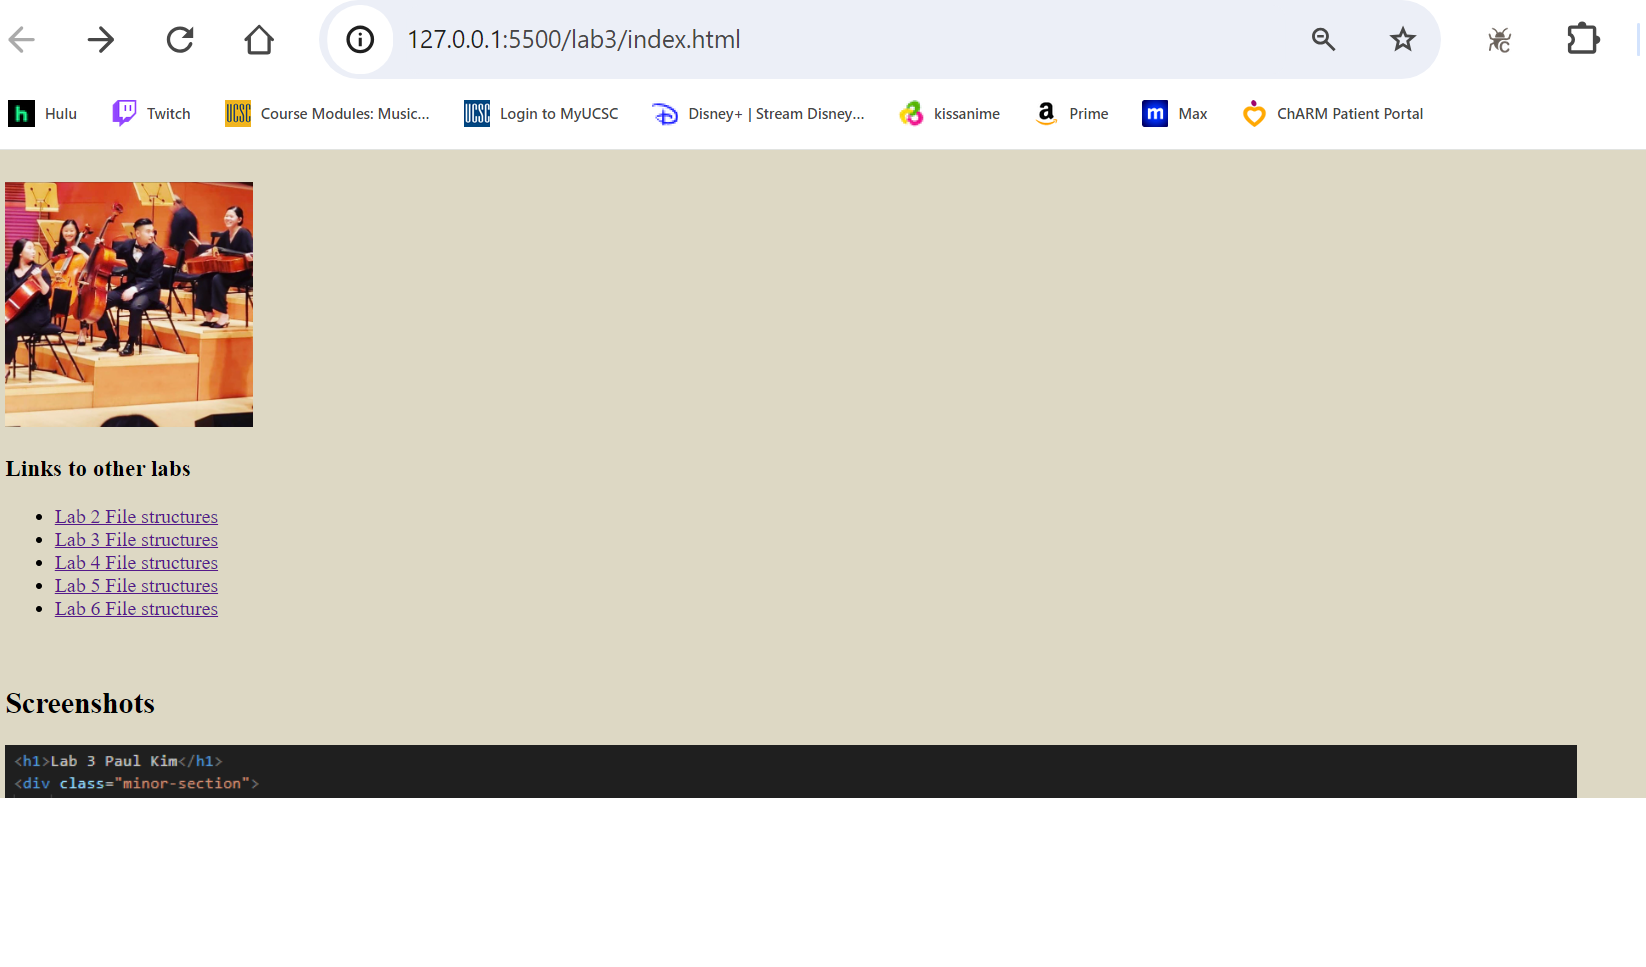 127.0.0.1:5500/lab3/index.html
h Hulu Twitch UCSC Course Modules: Music... UCSC Login to MyUCSC Disney+ | Stream Disney... kissanime a Prime m Max ChARM Patient Portal
Links to other labs
Lab 2 File structures
Lab 3 File structures
Lab 4 File structures
Lab 5 File structures
Lab 6 File structures
Screenshots
<h1>Lab 3 Paul Kim</h1>
<div class="minor-section">